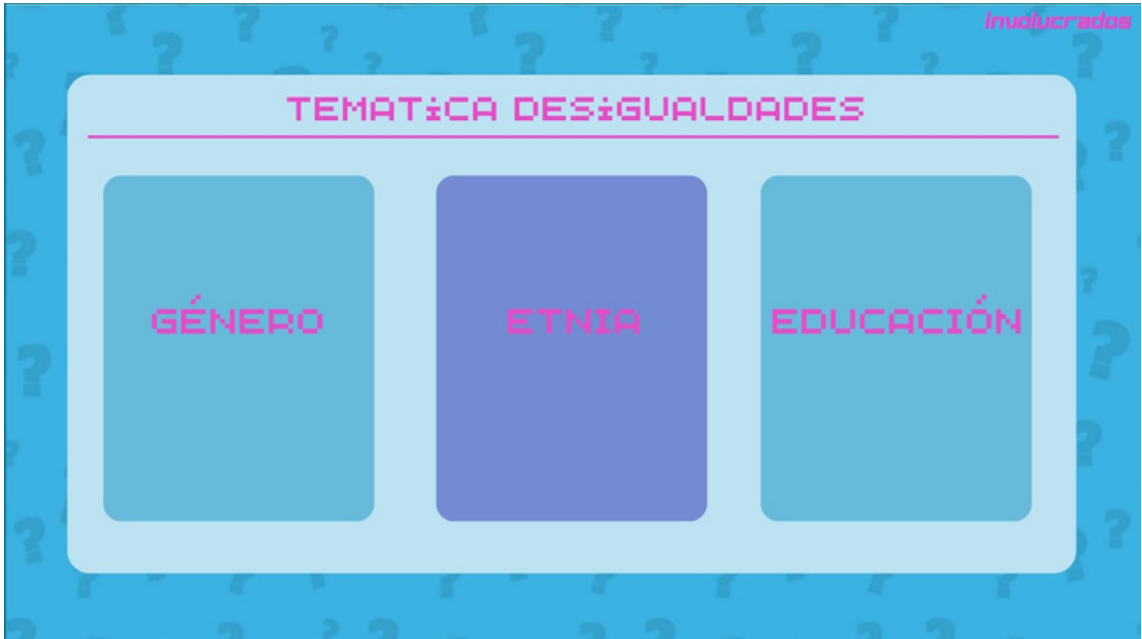 Involucrados
TEMATiCA DESiGUALDADES
GÉNERO
ETNIA
EDUCACIÓN